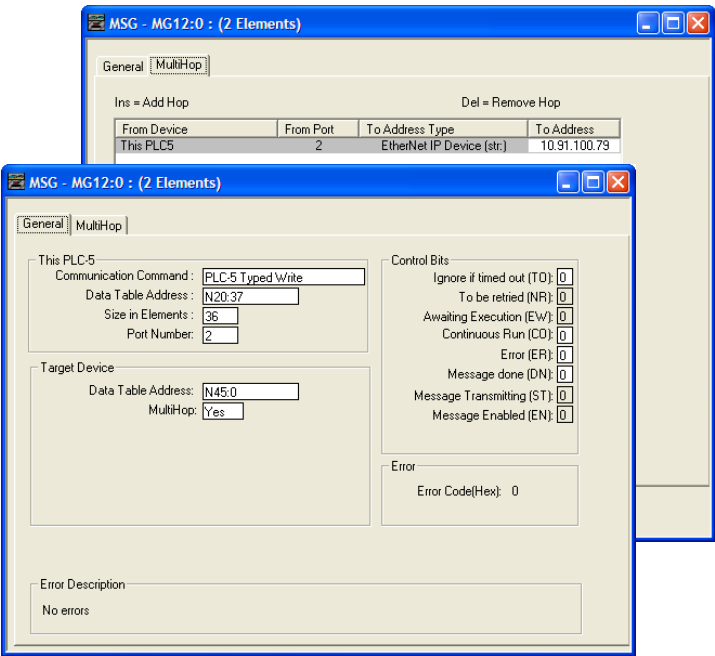 MSG - MG12:0 : (2 Elements)
General MultiHop
Ins = Add Hop Del = Remove Hop
From Device From Port To Address Type To Address
This PLC5 2 EtherNet IP Device (str.) 10.91.100.79
MSG - MG12:0 : (2 Elements)
General MultiHop
This PLC-5
Communication Command : PLC-5 Typed Write
Data Table Address : N20:37
Size in Elements : 36
Port Number: 2
Target Device
Data Table Address: N45:0
MultiHop: Yes
Control Bits
Ignore if timed out (TO): 0
To be retried (NR): 0
Awaiting Execution (EW): 0
Continuous Run (CO): 0
Error (ER): 0
Message done (DN): 0
Message Transmitting (ST): 0
Message Enabled (EN): 0
Error
Error Code(Hex): 0
Error Description
No errors